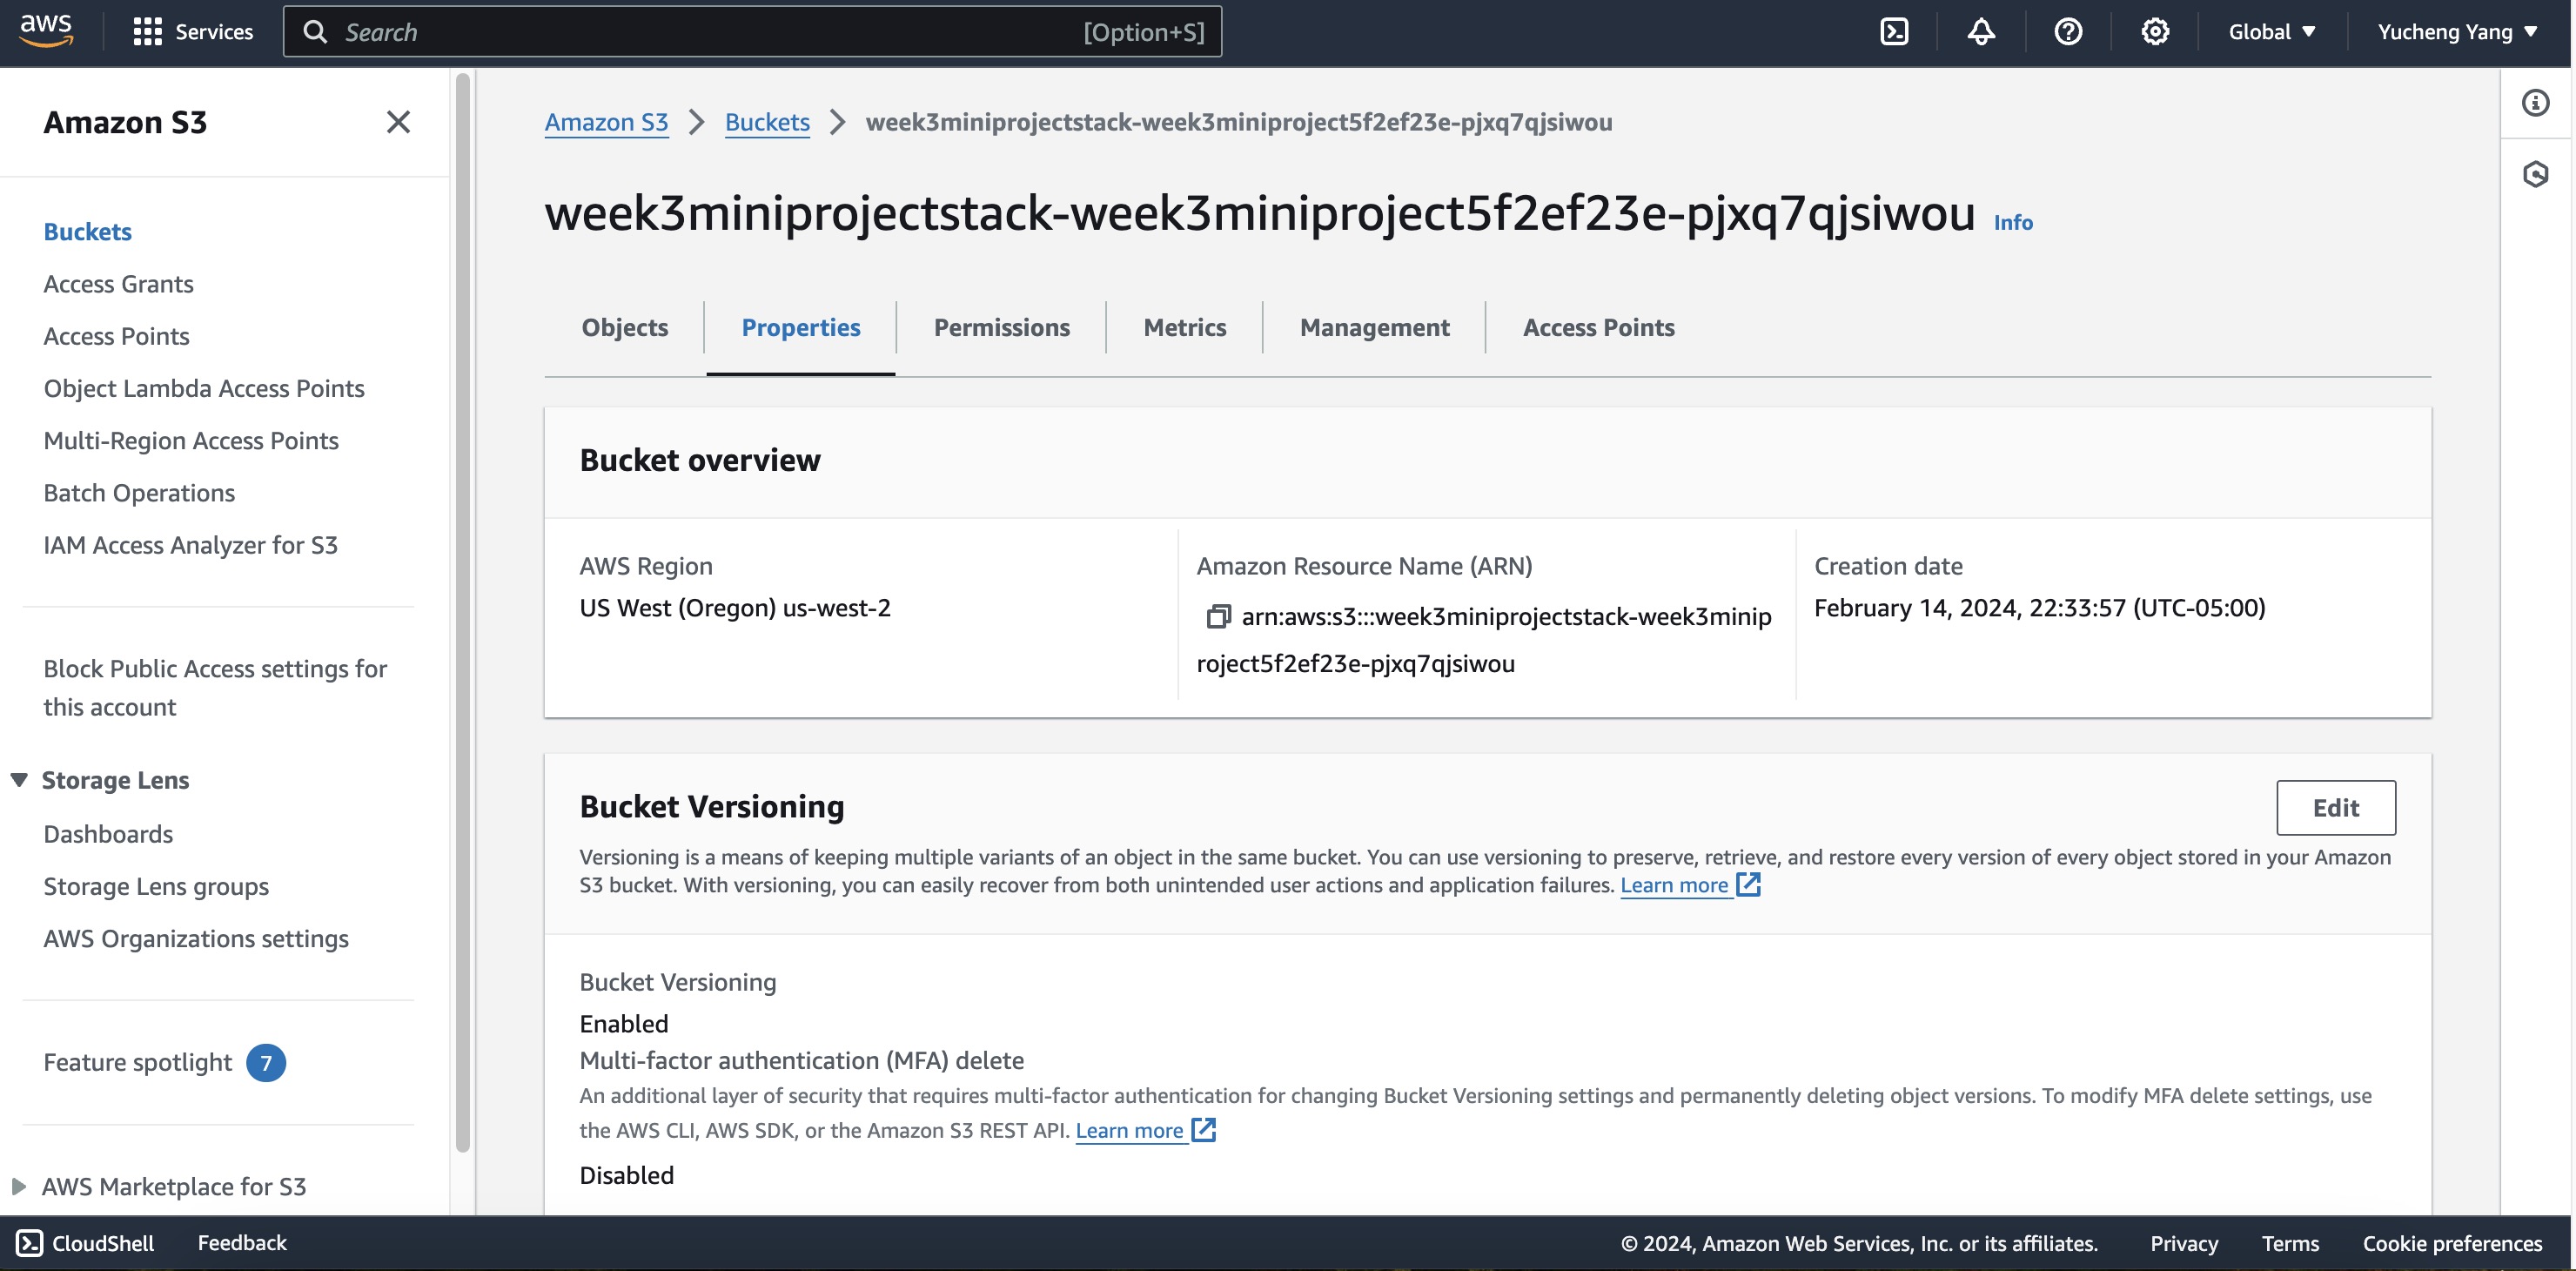 aws
Services
Search
[Option+S]
Global
Yucheng Yang
Amazon S3
Buckets
Access Grants
Access Points
Object Lambda Access Points
Multi-Region Access Points
Batch Operations
IAM Access Analyzer for S3
Block Public Access settings for
this account
Storage Lens
Dashboards
Storage Lens groups
AWS Organizations settings
Feature spotlight 7
AWS Marketplace for S3
Amazon S3 > Buckets > week3miniprojectstack-week3miniproject5f2ef23e-pjxq7qjsiwou
week3miniprojectstack-week3miniproject5f2ef23e-pjxq7qjsiwou Info
Objects
Properties
Permissions
Metrics
Management
Access Points
Bucket overview
AWS Region
US West (Oregon) us-west-2
Amazon Resource Name (ARN)
arn:aws:s3:::week3miniprojectstack-week3minip
roject5f2ef23e-pjxq7qjsiwou
Creation date
February 14, 2024, 22:33:57 (UTC-05:00)
Bucket Versioning
Edit
Versioning is a means of keeping multiple variants of an object in the same bucket. You can use versioning to preserve, retrieve, and restore every version of every object stored in your Amazon
S3 bucket. With versioning, you can easily recover from both unintended user actions and application failures. Learn more
Bucket Versioning
Enabled
Multi-factor authentication (MFA) delete
An additional layer of security that requires multi-factor authentication for changing Bucket Versioning settings and permanently deleting object versions. To modify MFA delete settings, use
the AWS CLI, AWS SDK, or the Amazon S3 REST API. Learn more
Disabled
CloudShell
Feedback
© 2024, Amazon Web Services, Inc. or its affiliates.
Privacy
Terms
Cookie preferences